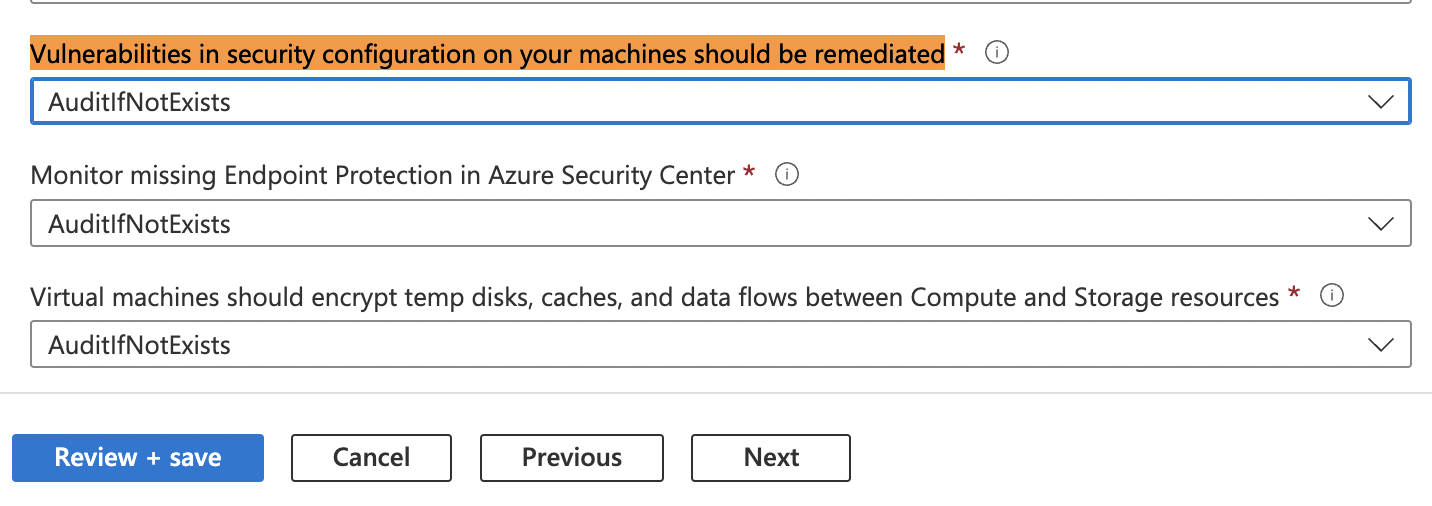 Vulnerabilities in security configuration on your machines should be remediated *
AuditIfNotExists
Monitor missing Endpoint Protection in Azure Security Center *
AuditIfNotExists
Virtual machines should encrypt temp disks, caches, and data flows between Compute and Storage resources *
AuditIfNotExists
Review + save Cancel Previous Next